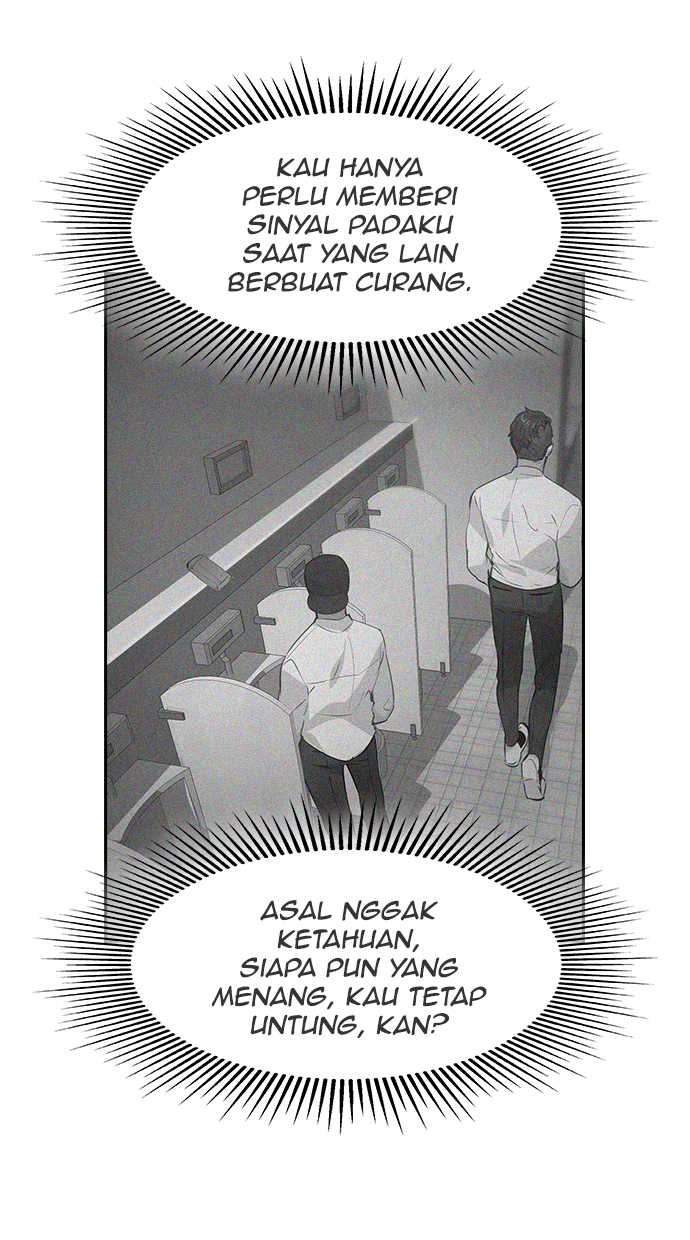 KAU HANYA
PERLU MEMBERI
SINYAL PADAKU
SAAT YANG LAIN
BERBUAT CURANG.
ASAL NGGAK
KETAHUAN,
SIAPA PUN YANG
MENANG, KAU TETAP
UNTUNG, KAN?